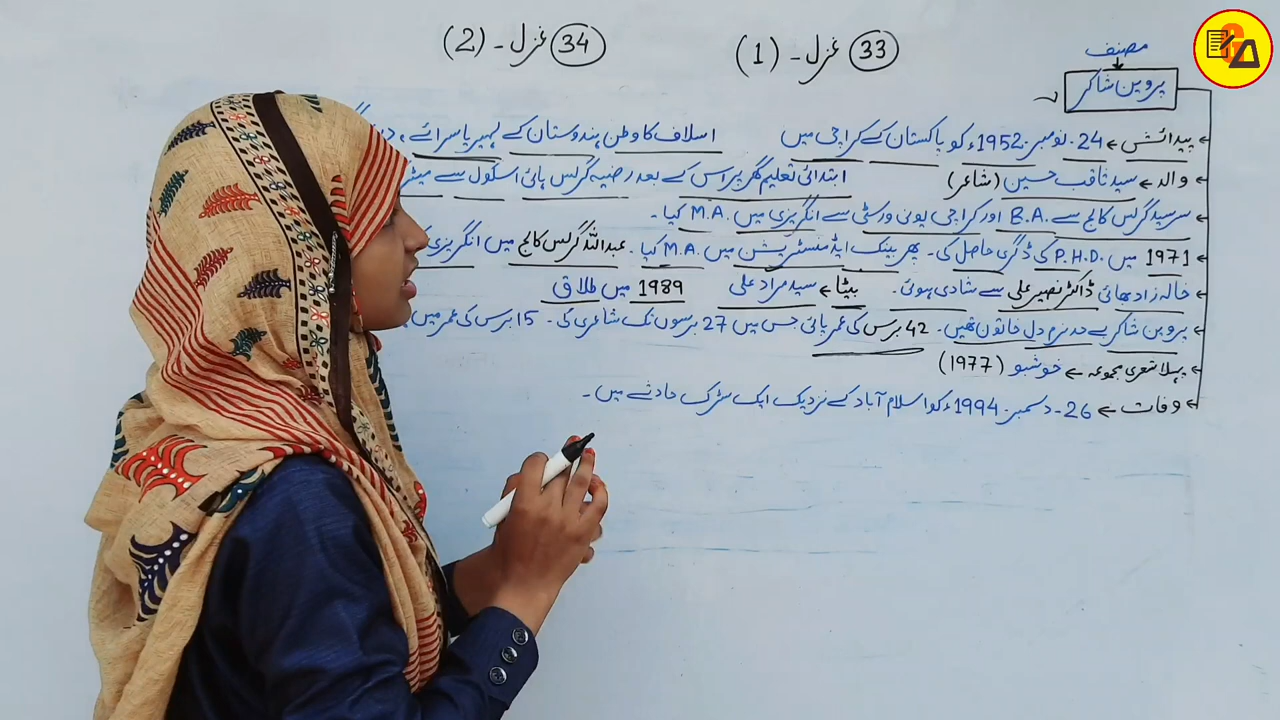 33 غزل - (1)
34 غزل - (2)
مصنف
پروین شاکر
پیدائش ← 24 نومبر 1952ء کو پاکستان کے کراچی میں اسلاف کا وطن ہندوستان کے لہیریاسرائے،
والد ← سید ثاقب حسین (شاعر) ابتدائی تعلیم گھر پر اس کے بعد رضیہ گرلس ہائی اسکول سے
سرسید گرلس کالج سے B.A. اور کراچی یونی ورسٹی سے انگریزی میں M.A. کیا۔
1971 میں P.H.D. کی ڈگری حاصل کی۔ پھر بینک ایڈمنسٹریشن میں M.A. کیا۔ عبداللہ گرلس کالج میں انگریزی
خالہ زاد بھائی ڈاکٹر نصیر علی سے شادی ہوئی۔ بیٹا ← سید مراد علی 1989 میں طلاق
پروین شاکر بے حد نرم دل خاتون تھیں۔ 42 برس کی عمر پائی جس میں 27 برسوں تک شاعری کی۔ 15 برس کی عمر میں
پہلا شعری مجموعہ ← خوشبو (1977)
وفات ← 26 - دسمبر 1994ء کو اسلام آباد کے نزدیک ایک سڑک حادثے میں۔